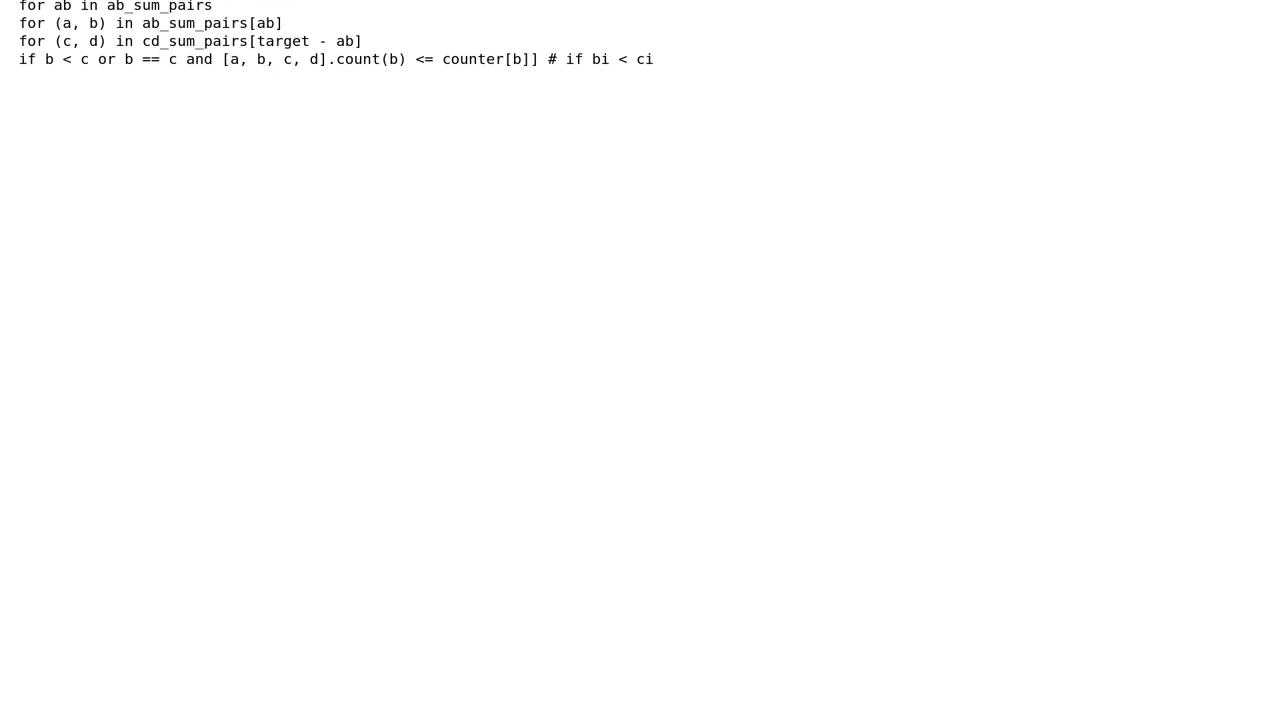 for ab in ab_sum_pairs
for (a, b) in ab_sum_pairs[ab]
for (c, d) in cd_sum_pairs[target - ab]
if b < c or b == c and [a, b, c, d].count(b) <= counter[b]] # if bi < ci